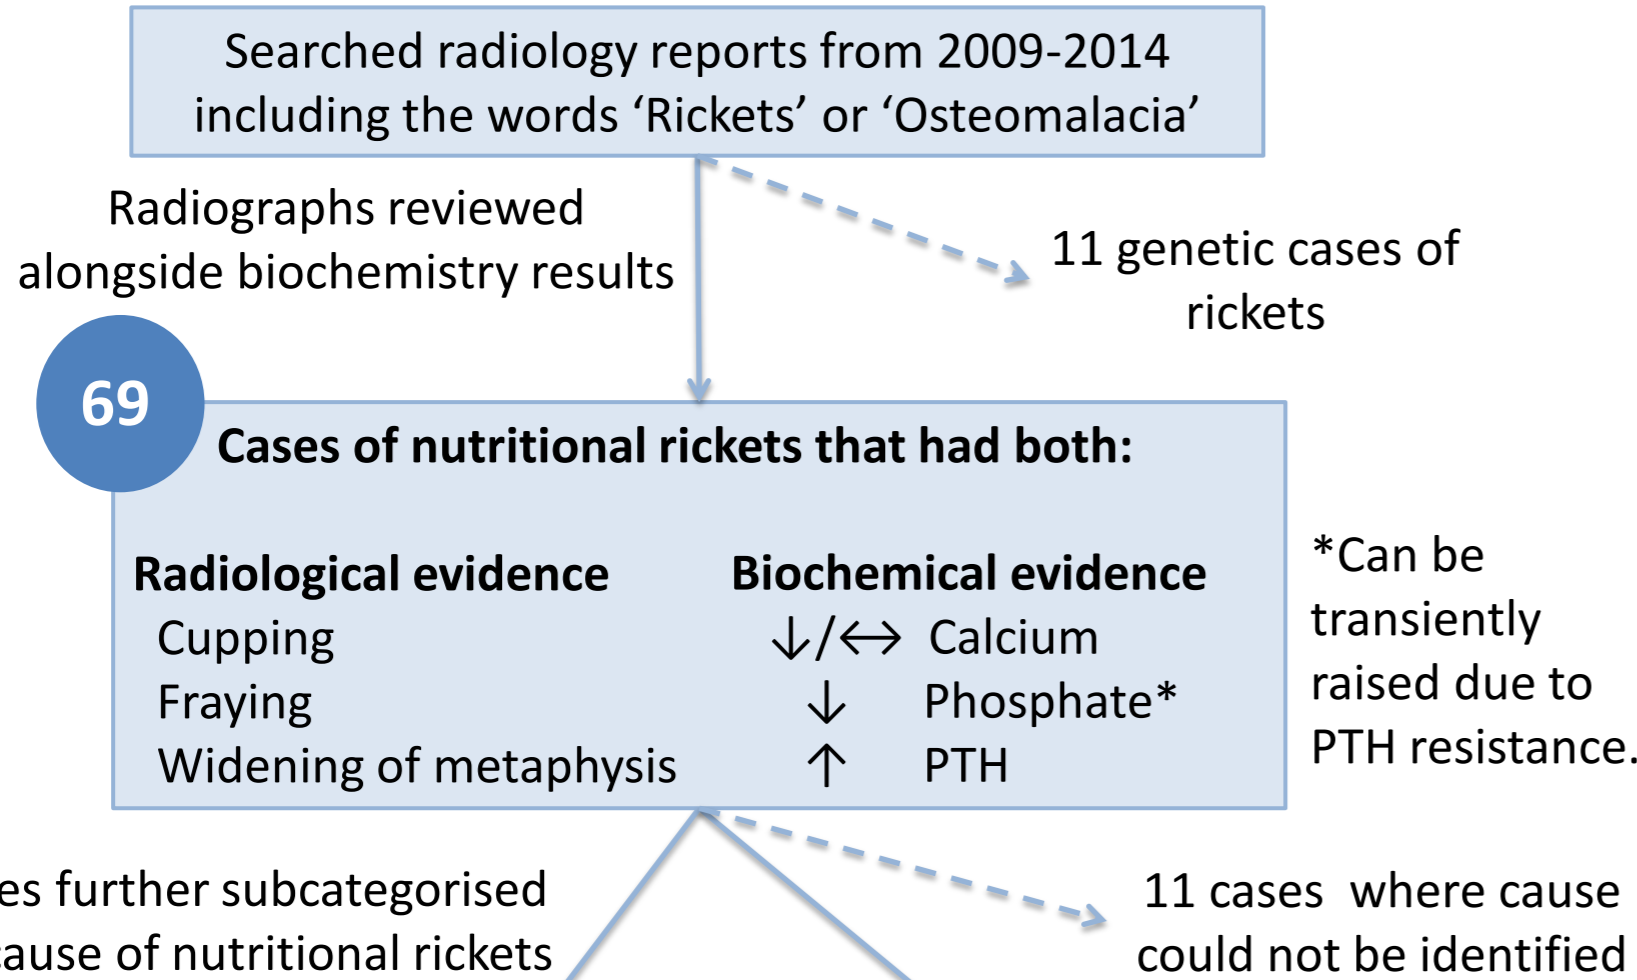 Searched radiology reports from 2009-2014
including the words ‘Rickets’ or ‘Osteomalacia’
Radiographs reviewed
alongside biochemistry results
11 genetic cases of
rickets
69
Cases of nutritional rickets that had both:
Radiological evidence
Cupping
Fraying
Widening of metaphysis
Biochemical evidence
↓/↔ Calcium
↓ Phosphate*
↑ PTH
*Can be
transiently
raised due to
PTH resistance.
further subcategorised
cause of nutritional rickets
11 cases where cause
could not be identified